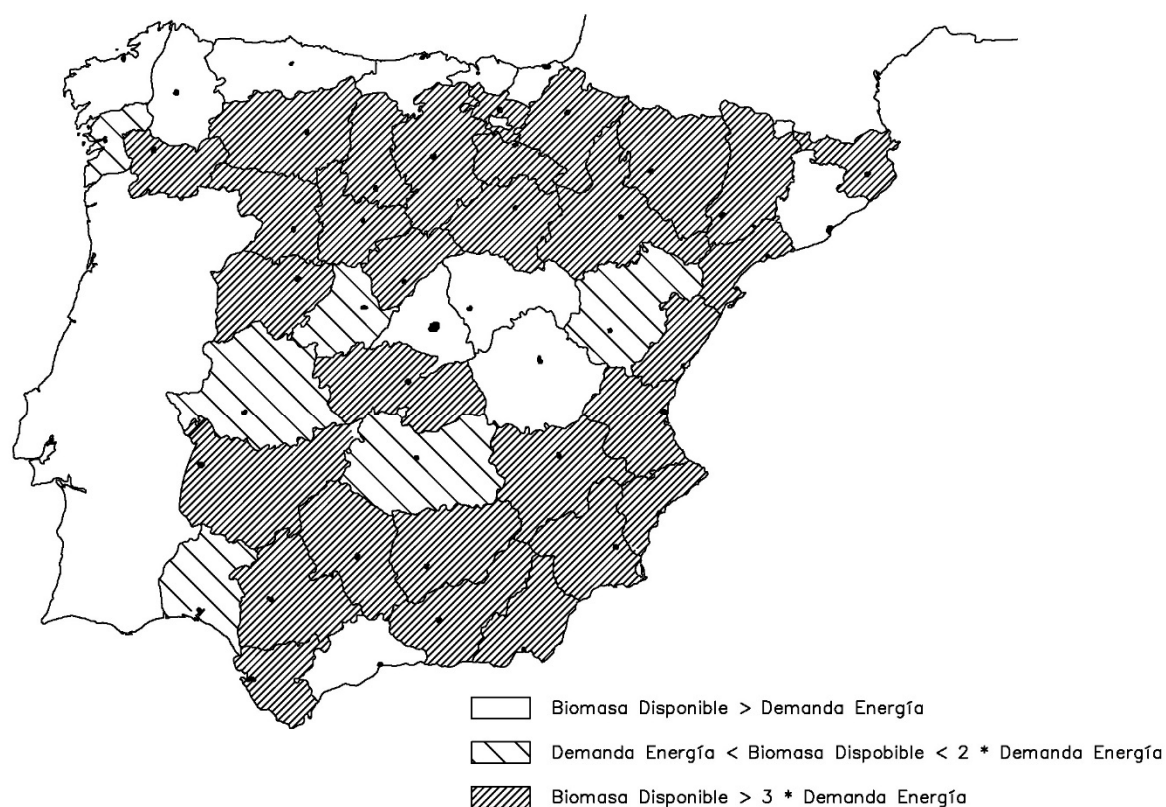 Biomasa Disponible > Demanda Energía
Demanda Energía < Biomasa Dispobible < 2 * Demanda Energía
Biomasa Disponible > 3 * Demanda Energía